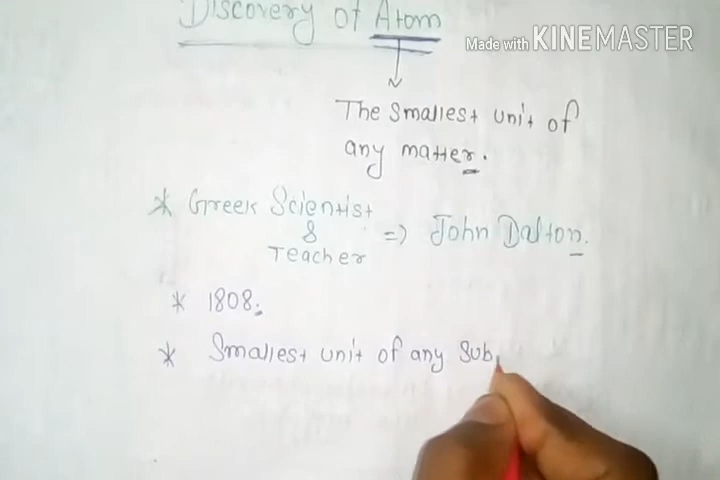 Discovery of Atom
Made with KINEMASTER
The smallest unit of
any matter.
* Greek Scientist
& => John Dalton.
Teacher
* 1808.
* Smallest unit of any Sub